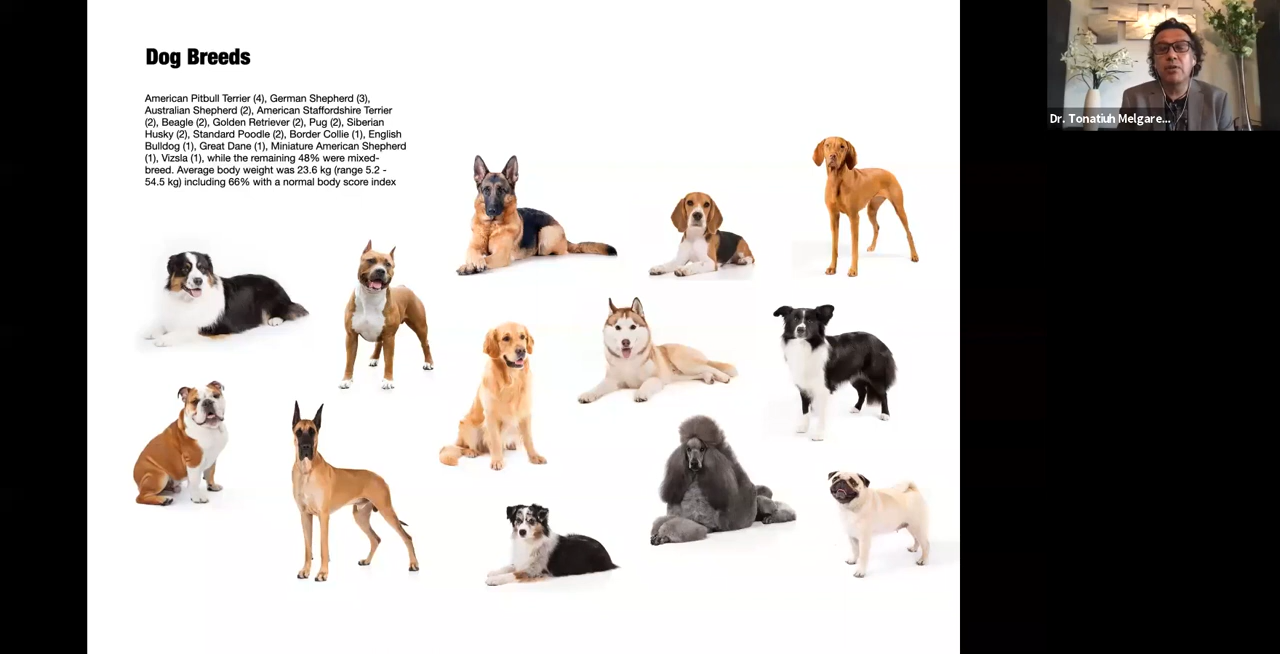 Dog Breeds
American Pitbull Terrier (4), German Shepherd (3),
Australian Shepherd (2), American Staffordshire Terrier
(2), Beagle (2), Golden Retriever (2), Pug (2), Siberian
Husky (2), Standard Poodle (2), Border Collie (1), English
Bulldog (1), Great Dane (1), Miniature American Shepherd
(1), Vizsla (1), while the remaining 48% were mixed-
breed. Average body weight was 23.6 kg (range 5.2 -
54.5 kg) including 66% with a normal body score index
Dr. Tonatiuh Melgare...